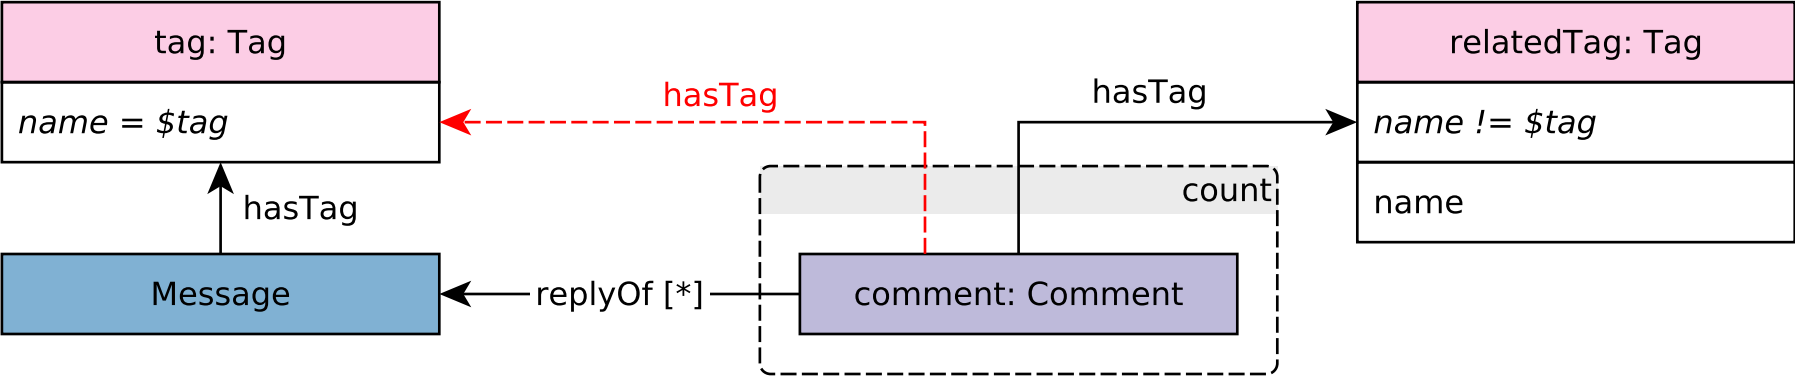 tag: Tag
name = $tag
hasTag
Message
hasTag
replyOf [*]
count
comment: Comment
hasTag
relatedTag: Tag
name != $tag
name